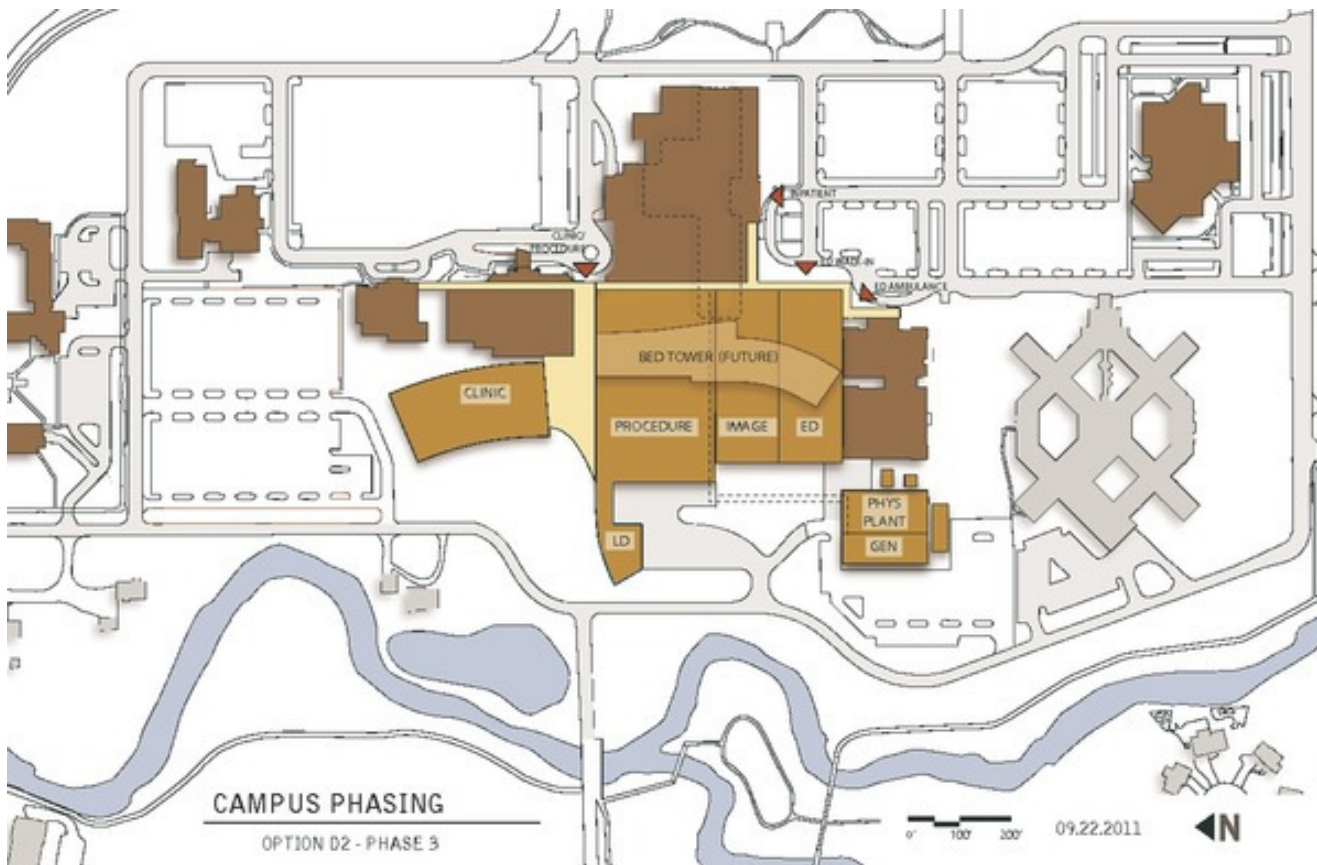 INPATIENT
CLINIC/
PROCEDURE
ED WALK-IN
ED AMBULANCE
BED TOWER (FUTURE)
CLINIC
PROCEDURE
IMAGE
ED
PHYS
PLANT
LD
GEN
CAMPUS PHASING
OPTION D2 - PHASE 3
0'
100'
200'
09.22.2011
N